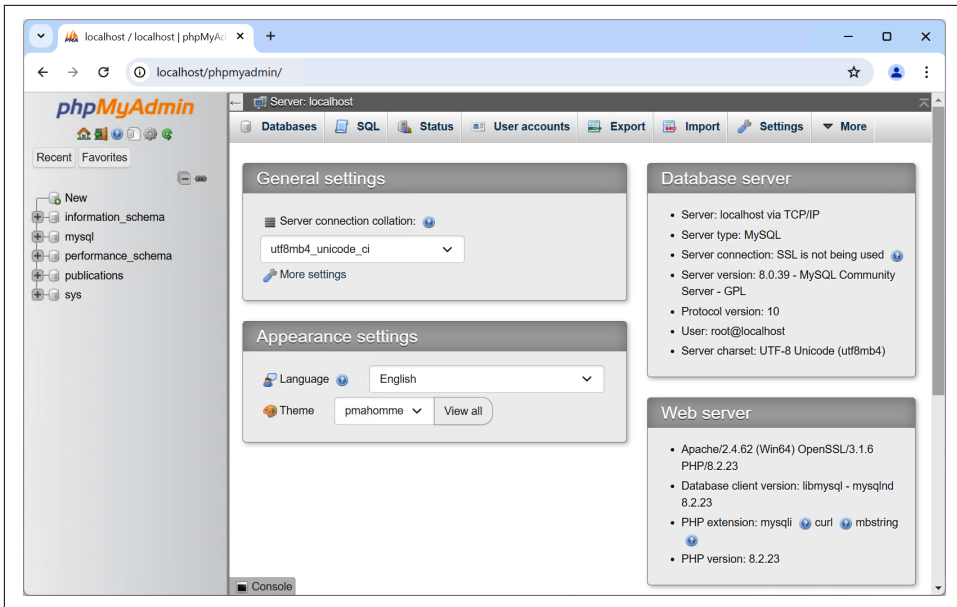 localhost / localhost | phpMyAd
localhost/phpmyadmin/
phpMyAdmin
Recent Favorites
New
information_schema
mysql
performance_schema
publications
sys
Server: localhost
Databases SQL Status User accounts Export Import Settings More
General settings
Server connection collation:
utf8mb4_unicode_ci
More settings
Appearance settings
Language English
Theme pmahomme View all
Database server
• Server: localhost via TCP/IP
• Server type: MySQL
• Server connection: SSL is not being used
• Server version: 8.0.39 - MySQL Community
Server - GPL
• Protocol version: 10
• User: root@localhost
• Server charset: UTF-8 Unicode (utf8mb4)
Web server
• Apache/2.4.62 (Win64) OpenSSL/3.1.6
PHP/8.2.23
• Database client version: libmysql - mysqlnd
8.2.23
• PHP extension: mysqli curl mbstring
• PHP version: 8.2.23
Console